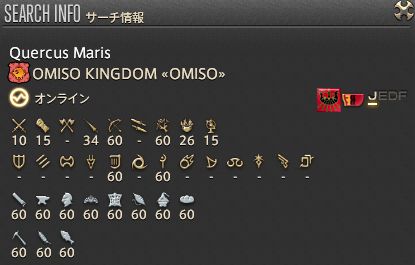 SEARCH INFO サーチ情報
Quercus Maris
OMISO KINGDOM «OMISO»
オンライン
JEDF
10 15 - 34 60 - 60 26 15
- - - - 60 - 60 - - - - - -
60 60 60 60 60 60 60 60
60 60 60